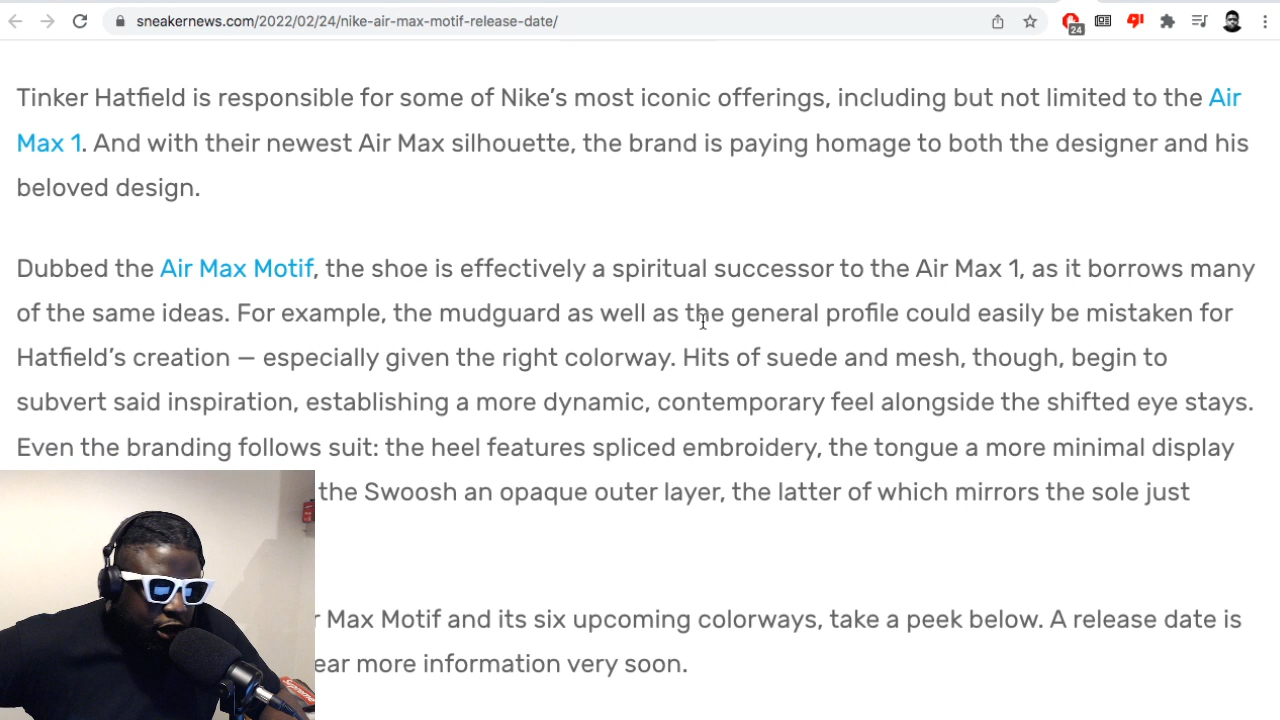 sneakernews.com/2022/02/24/nike-air-max-motif-release-date/
24
Tinker Hatfield is responsible for some of Nike’s most iconic offerings, including but not limited to the Air
Max 1. And with their newest Air Max silhouette, the brand is paying homage to both the designer and his
beloved design.
Dubbed the Air Max Motif, the shoe is effectively a spiritual successor to the Air Max 1, as it borrows many
of the same ideas. For example, the mudguard as well as the general profile could easily be mistaken for
Hatfield’s creation — especially given the right colorway. Hits of suede and mesh, though, begin to
subvert said inspiration, establishing a more dynamic, contemporary feel alongside the shifted eye stays.
Even the branding follows suit: the heel features spliced embroidery, the tongue a more minimal display
the Swoosh an opaque outer layer, the latter of which mirrors the sole just
Max Motif and its six upcoming colorways, take a peek below. A release date is
more information very soon.
Supreme